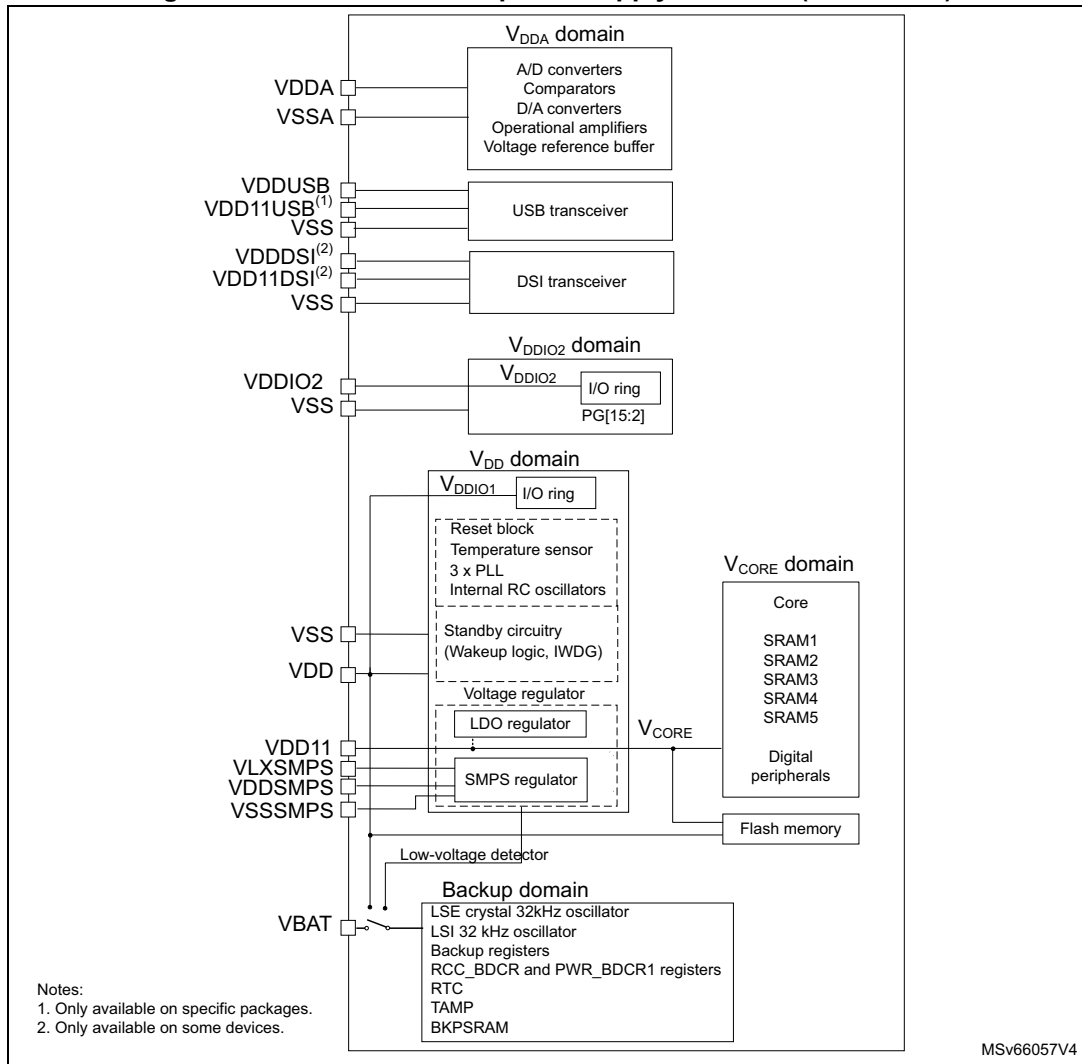 VDDA domain
A/D converters
Comparators
D/A converters
Operational amplifiers
Voltage reference buffer
VDDA
VSSA
VDDUSB
VDD11USB(1)
VSS
USB transceiver
VDDDSI(2)
VDD11DSI(2)
VSS
DSI transceiver
VDDIO2 domain
VDDIO2
VSS
VDDIO2
I/O ring
PG[15:2]
VDD domain
VDDIO1
I/O ring
Reset block
Temperature sensor
3 x PLL
Internal RC oscillators
Standby circuitry
(Wakeup logic, IWDG)
VSS
VDD
Voltage regulator
LDO regulator
SMPS regulator
VDD11
VLXSMPS
VDDSMPS
VSSSMPS
VCORE
VCORE domain
Core
SRAM1
SRAM2
SRAM3
SRAM4
SRAM5
Digital
peripherals
Flash memory
Low-voltage detector
Backup domain
VBAT
LSE crystal 32kHz oscillator
LSI 32 kHz oscillator
Backup registers
RCC_BDCR and PWR_BDCR1 registers
RTC
TAMP
BKPSRAM
Notes:
1. Only available on specific packages.
2. Only available on some devices.
MSv66057V4